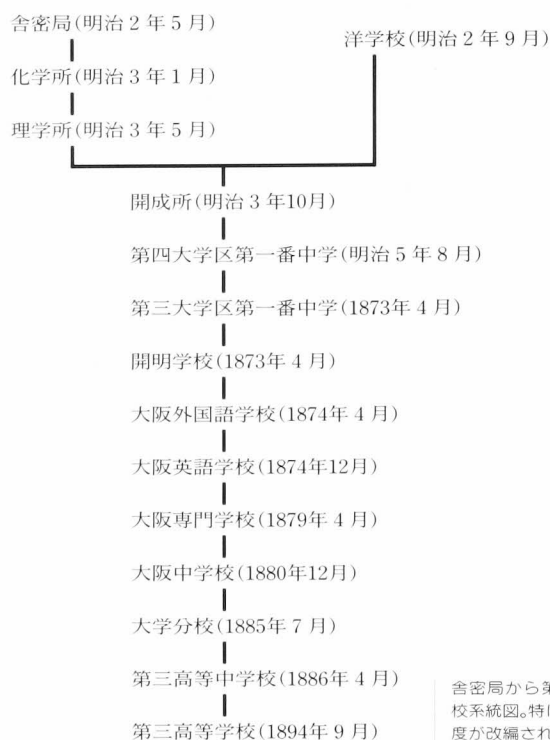 舎密局(明治2年5月)
洋学校(明治2年9月)
化学所(明治3年1月)
理学所(明治3年5月)
開成所(明治3年10月)
第四大学区第一番中学(明治5年8月)
第三大学区第一番中学(1873年4月)
開明学校(1873年4月)
大阪外国語学校(1874年4月)
大阪英語学校(1874年12月)
大阪専門学校(1879年4月)
大阪中学校(1880年12月)
大学分校(1885年7月)
第三高等中学校(1886年4月)
第三高等学校(1894年9月)
舎密局から第
校系統図。特に
度が改編され